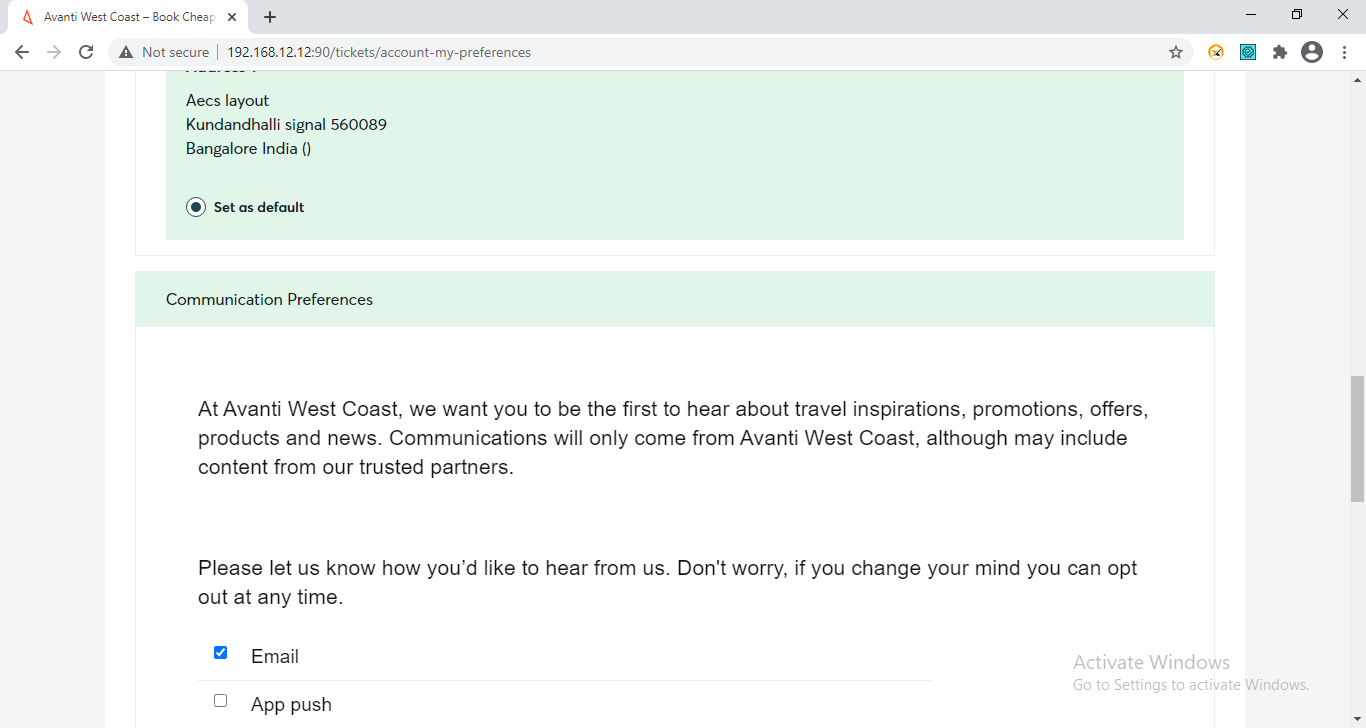 Avanti West Coast – Book Cheap
Not secure
192.168.12.12:90/tickets/account-my-preferences
Aecs layout
Kundandhalli signal 560089
Bangalore India ()
Set as default
Communication Preferences
At Avanti West Coast, we want you to be the first to hear about travel inspirations, promotions, offers,
products and news. Communications will only come from Avanti West Coast, although may include
content from our trusted partners.
Please let us know how you’d like to hear from us. Don't worry, if you change your mind you can opt
out at any time.
Email
App push
Activate Windows
Go to Settings to activate Windows.